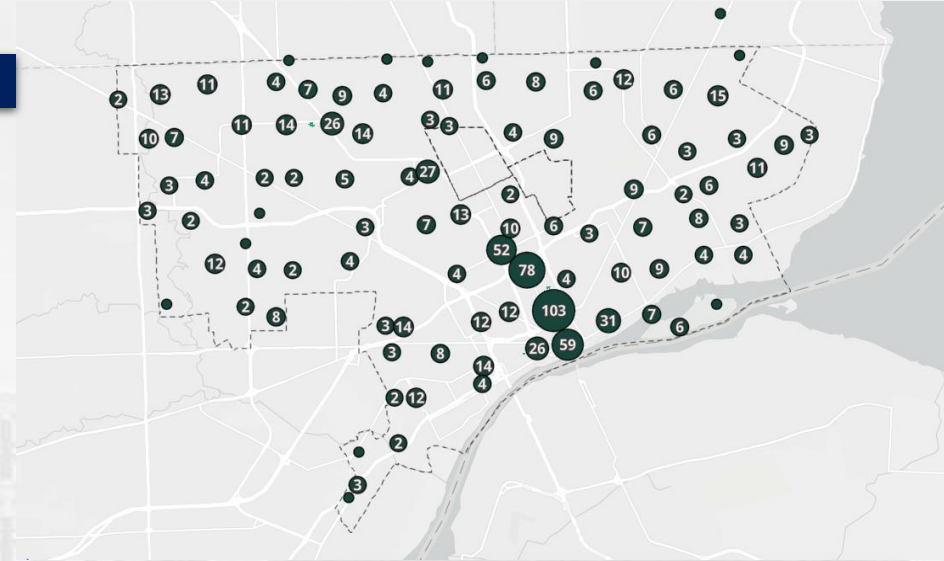 6 8 12
4 11 6 6
11 7 9 4 15
2 13
11 14 26 14 3 3 4 9 6 3 9 3
10 7 3 11
3 4 2 2 5 4 27 2 9 2 6
3 2 3 7 13 10 6 3 7 8 3
12 4 2 4 4 52 78 4 10 9 4 4
2 8 3 14 12 12 103 31 7 6
3 8 14 26 59
4
2 12
2
3